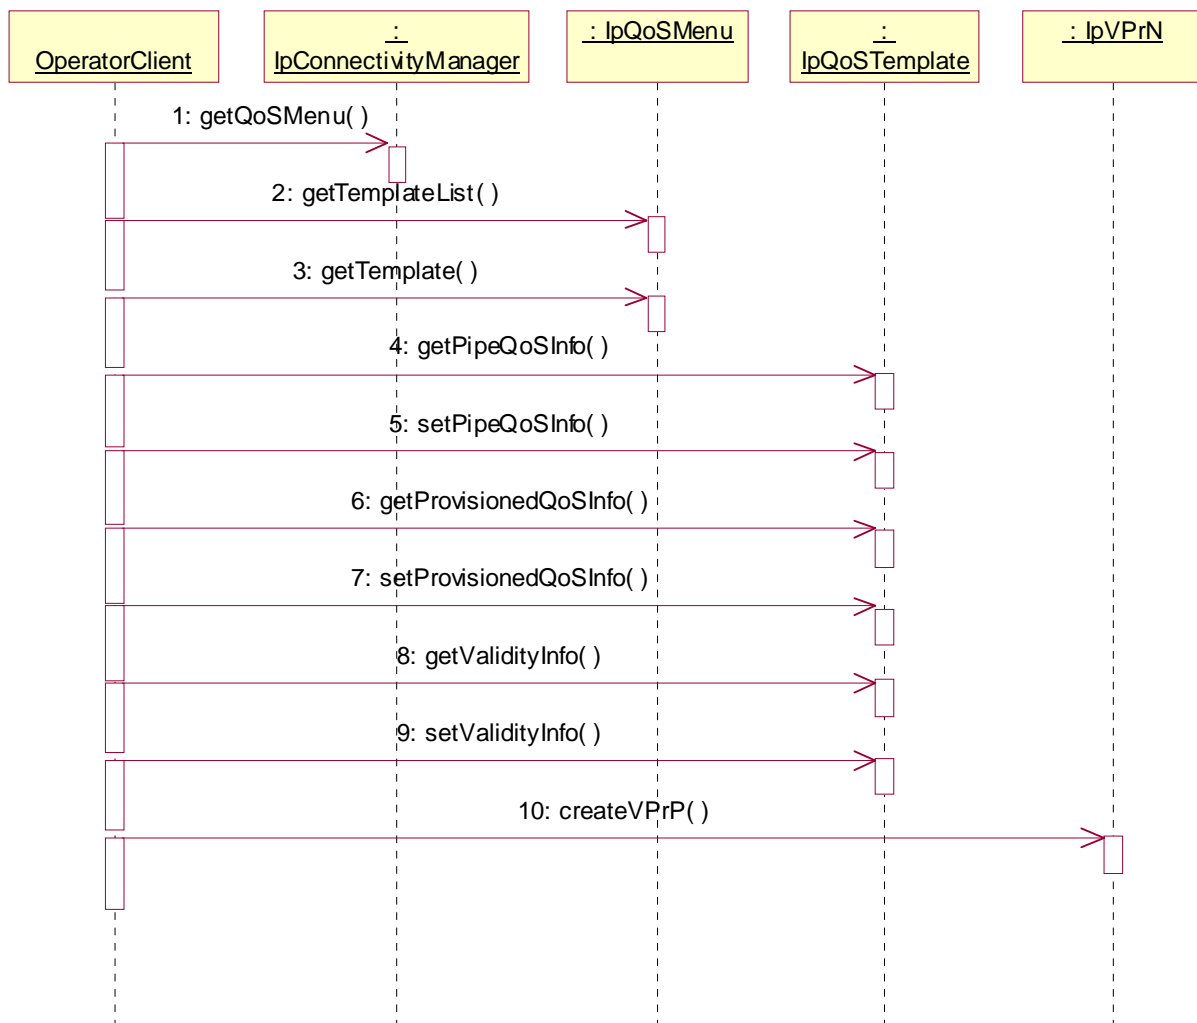 OperatorClient
:
IpConnectivityManager
: IpQoSMenu
:
IpQoSTemplate
: IpVPrN
1: getQoSMenu( )
2: getTemplateList( )
3: getTemplate( )
4: getPipeQoSInfo( )
5: setPipeQoSInfo( )
6: getProvisionedQoSInfo( )
7: setProvisionedQoSInfo( )
8: getValidityInfo( )
9: setValidityInfo( )
10: createVPrP( )